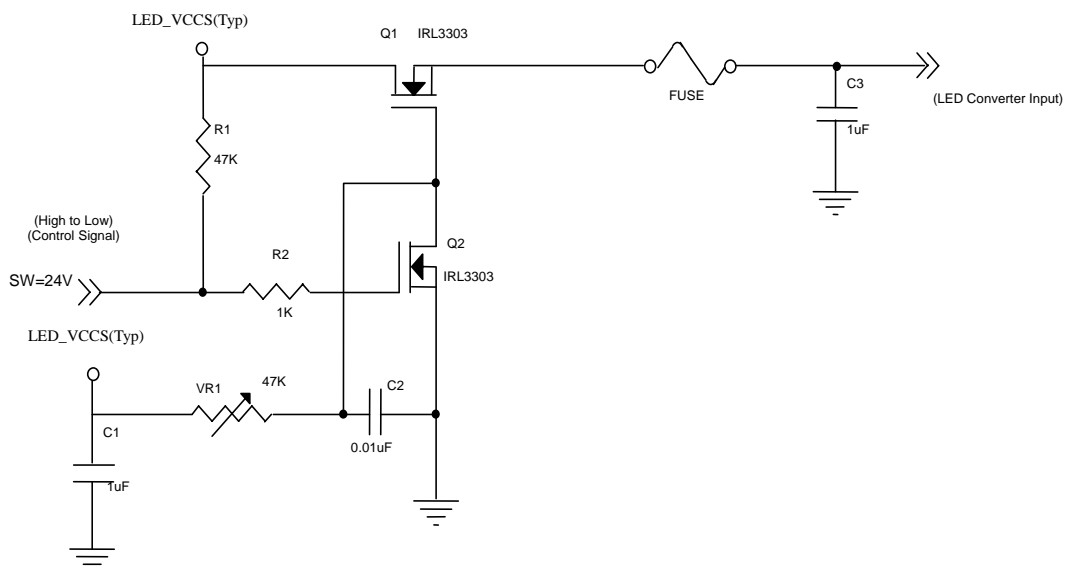 LED_VCCS(Typ)
Q1 IRL3303
FUSE
C3
1uF
(LED Converter Input)
R1
47K
(High to Low)
(Control Signal)
SW=24V
R2
1K
Q2
IRL3303
LED_VCCS(Typ)
VR1
47K
C2
0.01uF
C1
1uF